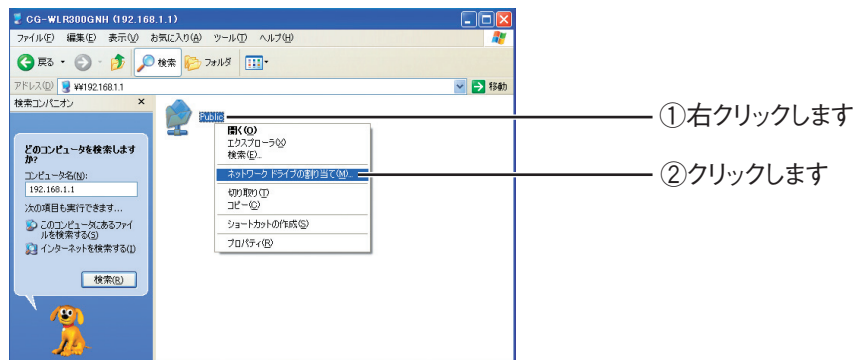 CG-WLR300GNH (192.168.1.1)
ファイル(F) 編集(E) 表示(V) お気に入り(A) ツール(T) ヘルプ(H)
戻る 検索 フォルダ
アドレス(D) ¥¥192.168.1.1 移動
検索コンパニオン ×
どのコンピュータを検索します
か?
コンピュータ名(N):
192.168.1.1
次の項目も実行できます...
このコンピュータにあるファイ
ルを検索する(S)
インターネットを検索する(I)
検索(R)
Public
開く(O)
エクスプローラ(X)
検索(E)...
ネットワーク ドライブの割り当て(M)...
切り取り(T)
コピー(C)
ショートカットの作成(S)
プロパティ(R)
①右クリックします
②クリックします